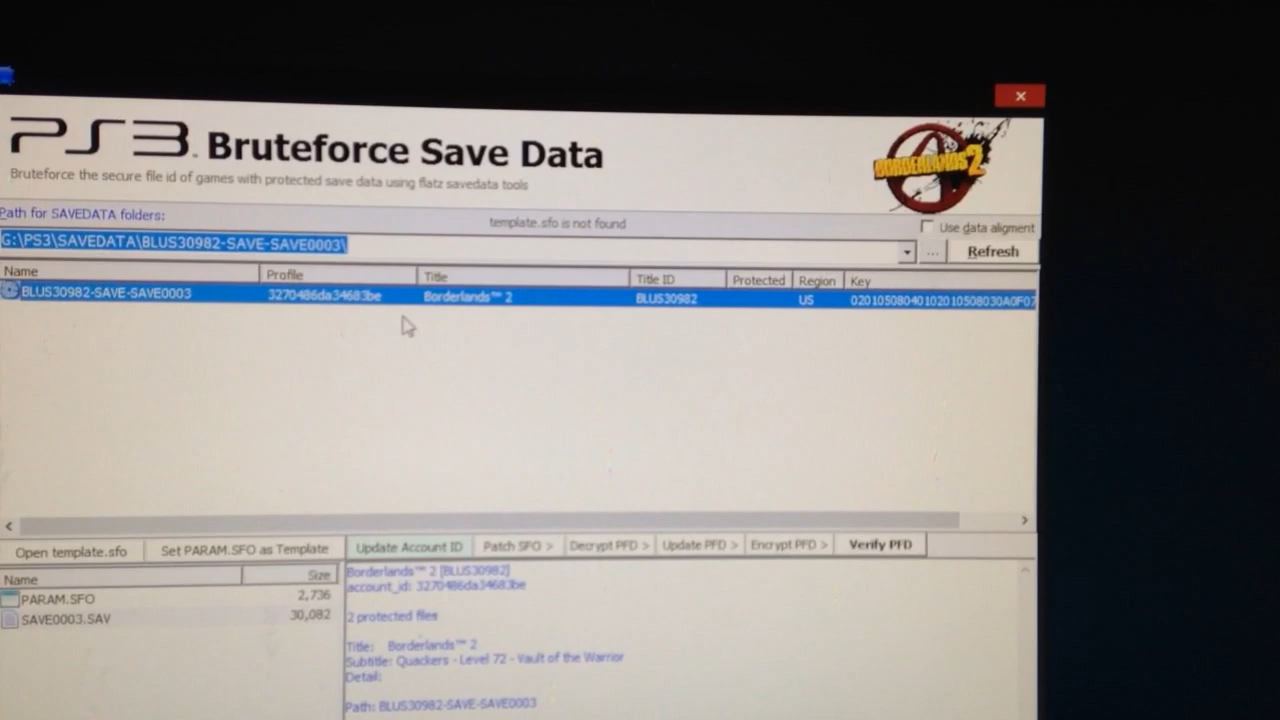 PS3. Bruteforce Save Data
Bruteforce the secure file id of games with protected save data using flatz savedata tools
BORDERLANDS 2
Path for SAVEDATA folders:
template.sfo is not found
Use data aligment
G:\PS3\SAVEDATA\BLUS30982-SAVE-SAVE0003\
...
Refresh
Name Profile Title Title ID Protected Region Key
BLUS30982-SAVE-SAVE0003 3270486da34683be Borderlands™ 2 BLUS30982 US 02010508040102010508030A0F07
Open template.sfo Set PARAM.SFO as Template Update Account ID Patch SFO > Decrypt PFD > Update PFD > Encrypt PFD > Verify PFD
Name Size
PARAM.SFO 2,736
SAVE0003.SAV 30,082
Borderlands™ 2 [BLUS30982]
account_id: 3270486da34683be
2 protected files
Title: Borderlands™ 2
Subtitle: Quackers - Level 72 - Vault of the Warrior
Detail:
Path: BLUS30982-SAVE-SAVE0003